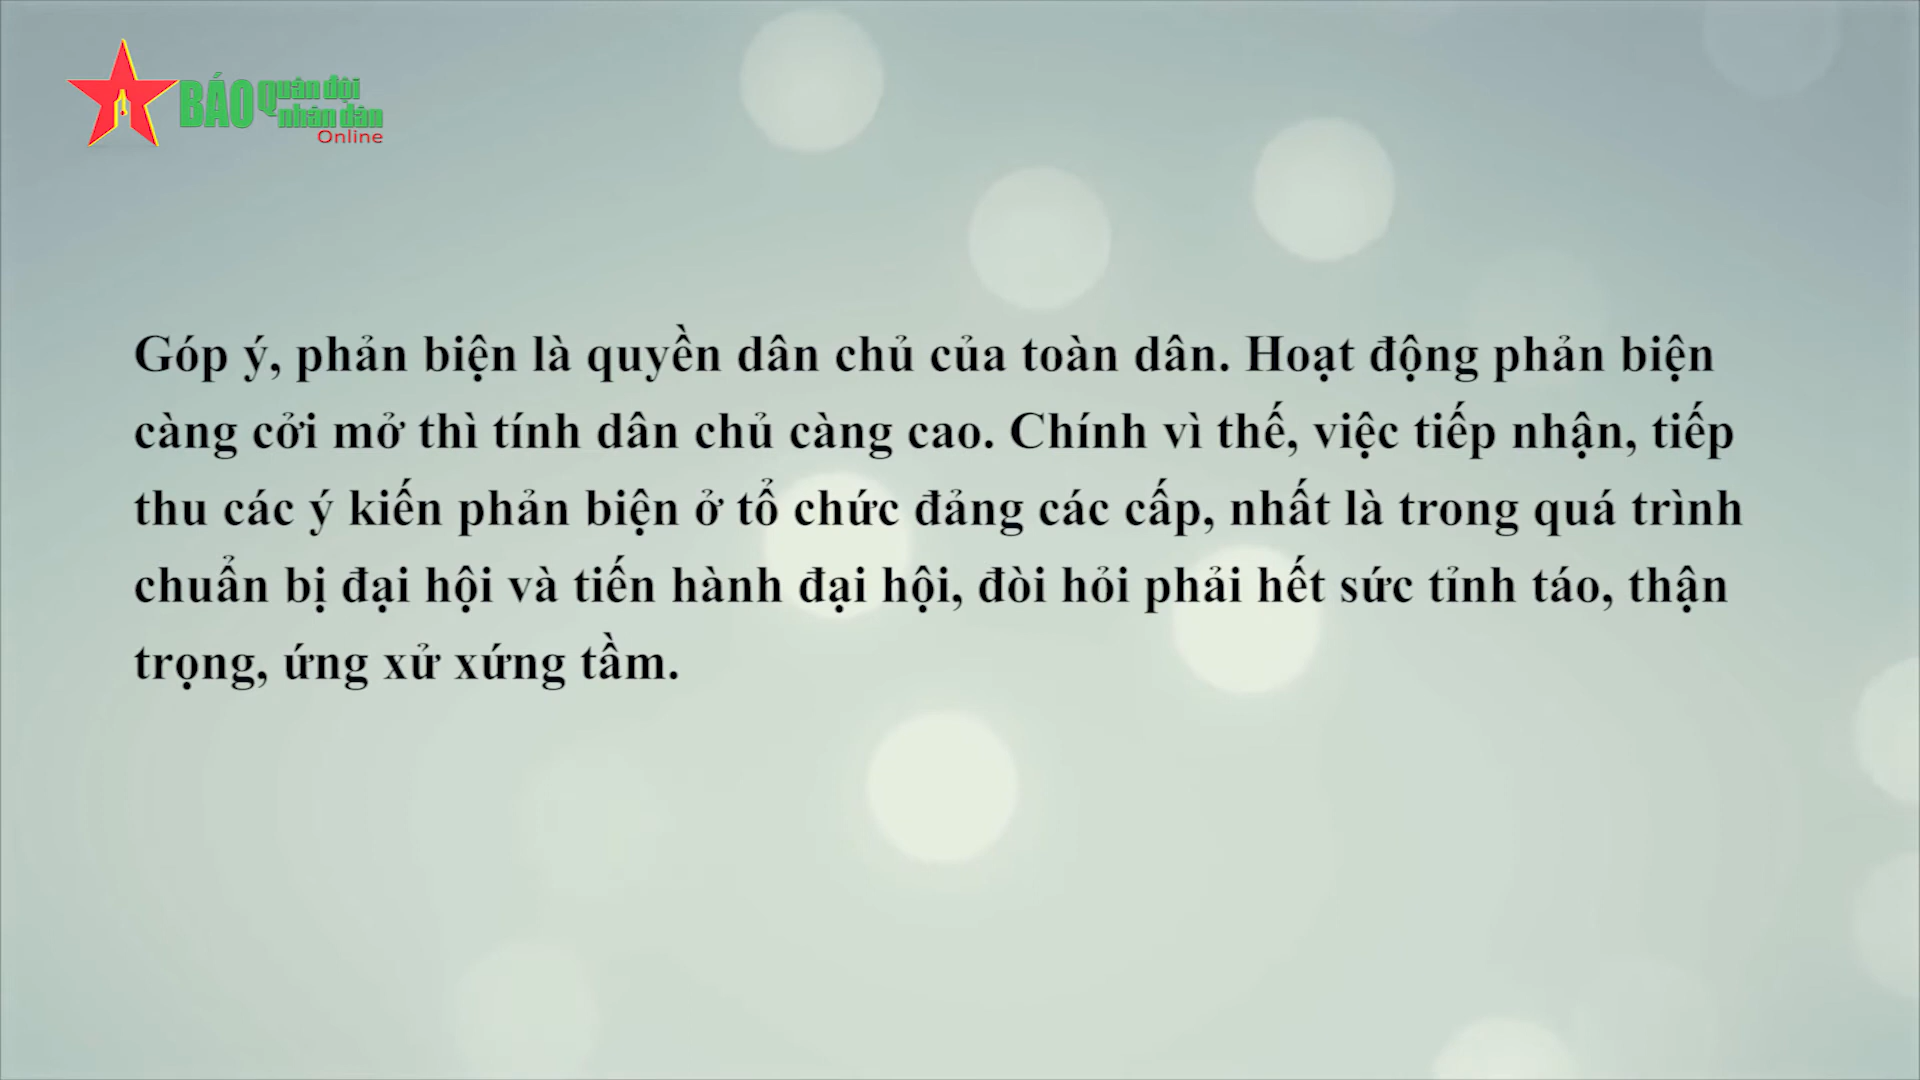 BÁO Quân đội
nhân dân
Online
Góp ý, phản biện là quyền dân chủ của toàn dân. Hoạt động phản biện
càng cởi mở thì tính dân chủ càng cao. Chính vì thế, việc tiếp nhận, tiếp
thu các ý kiến phản biện ở tổ chức đảng các cấp, nhất là trong quá trình
chuẩn bị đại hội và tiến hành đại hội, đòi hỏi phải hết sức tỉnh táo, thận
trọng, ứng xử xứng tầm.